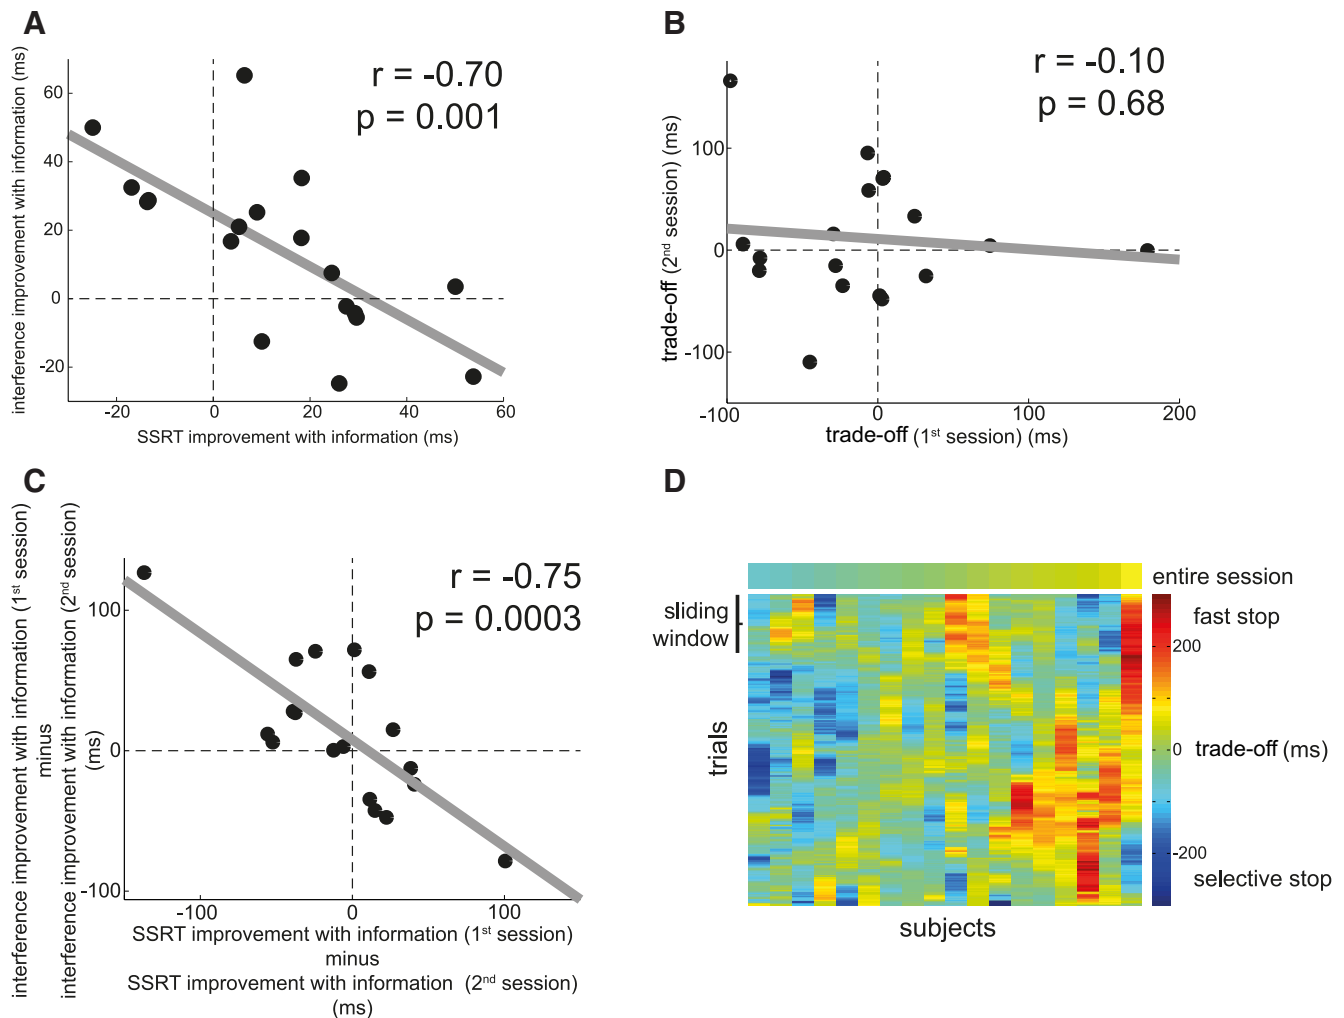 A
interference improvement with information (ms)
60
40
20
0
-20
r = -0.70
p = 0.001
-20
0
20
40
60
SSRT improvement with information (ms)
B
trade-off (2nd session) (ms)
100
0
-100
r = -0.10
p = 0.68
-100
0
100
200
trade-off (1st session) (ms)
C
interference improvement with information (1st session)
minus
interference improvement with information (2nd session)
(ms)
100
0
-100
r = -0.75
p = 0.0003
-100
0
100
SSRT improvement with information (1st session)
minus
SSRT improvement with information (2nd session)
(ms)
D
entire session
sliding
window
trials
subjects
fast stop
200
0
trade-off (ms)
-200
selective stop